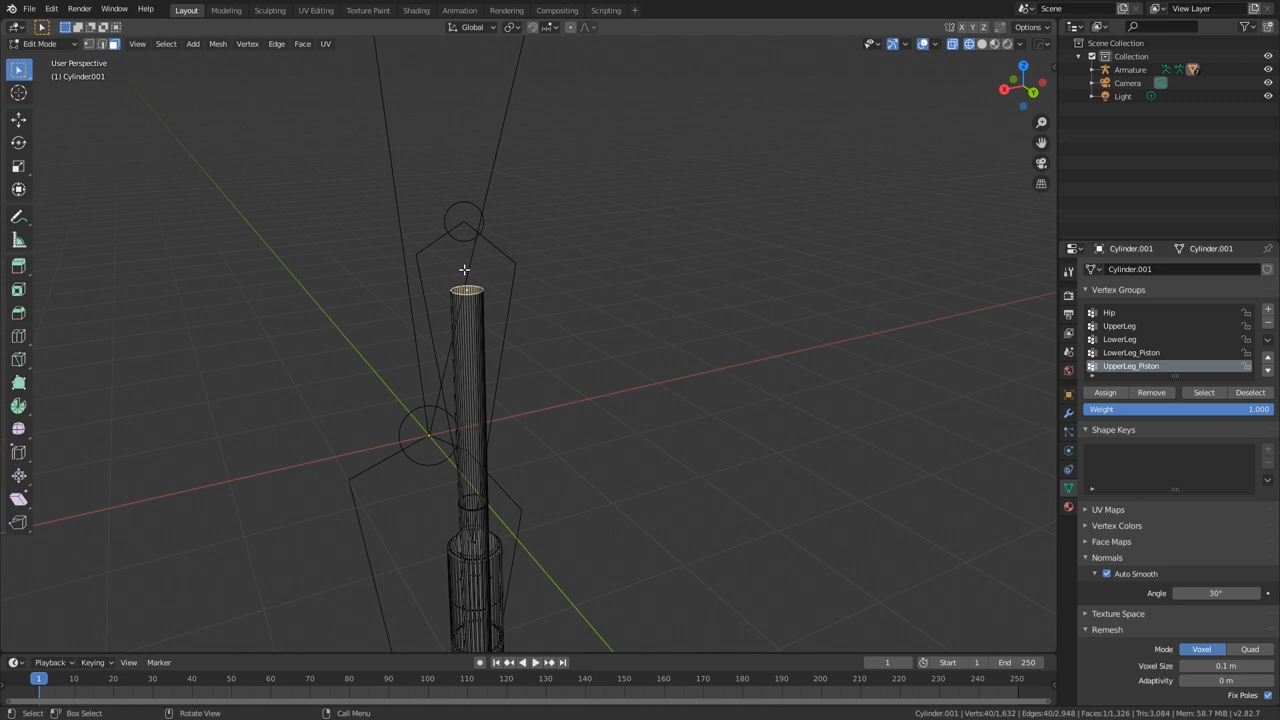 File Edit Render Window Help Layout Modeling Sculpting UV Editing Texture Paint Shading Animation Rendering Compositing Scripting + Scene View Layer
Global X Y Z Options
Edit Mode View Select Add Mesh Vertex Edge Face UV
User Perspective
(1) Cylinder.001
Z
X
Y
Scene Collection
Collection
Armature
Camera
Light
Cylinder.001 Cylinder.001
Cylinder.001
Vertex Groups
Hip
UpperLeg
LowerLeg
LowerLeg_Piston
UpperLeg_Piston
Assign Remove Select Deselect
Weight 1.000
Shape Keys
UV Maps
Vertex Colors
Face Maps
Normals
Auto Smooth
Angle 30°
Texture Space
Remesh
Mode Voxel Quad
Voxel Size 0.1 m
Adaptivity 0 m
Fix Poles
Playback Keying View Marker 1 Start 1 End 250
1 10 20 30 40 50 60 70 80 90 100 110 120 130 140 150 160 170 180 190 200 210 220 230 240 250
Select Box Select Rotate View Call Menu Cylinder.001 | Verts:40/1,632 | Edges:40/2,948 | Faces:1/1,326 | Tris:3,084 | Mem: 58.7 MiB | v2.82.7